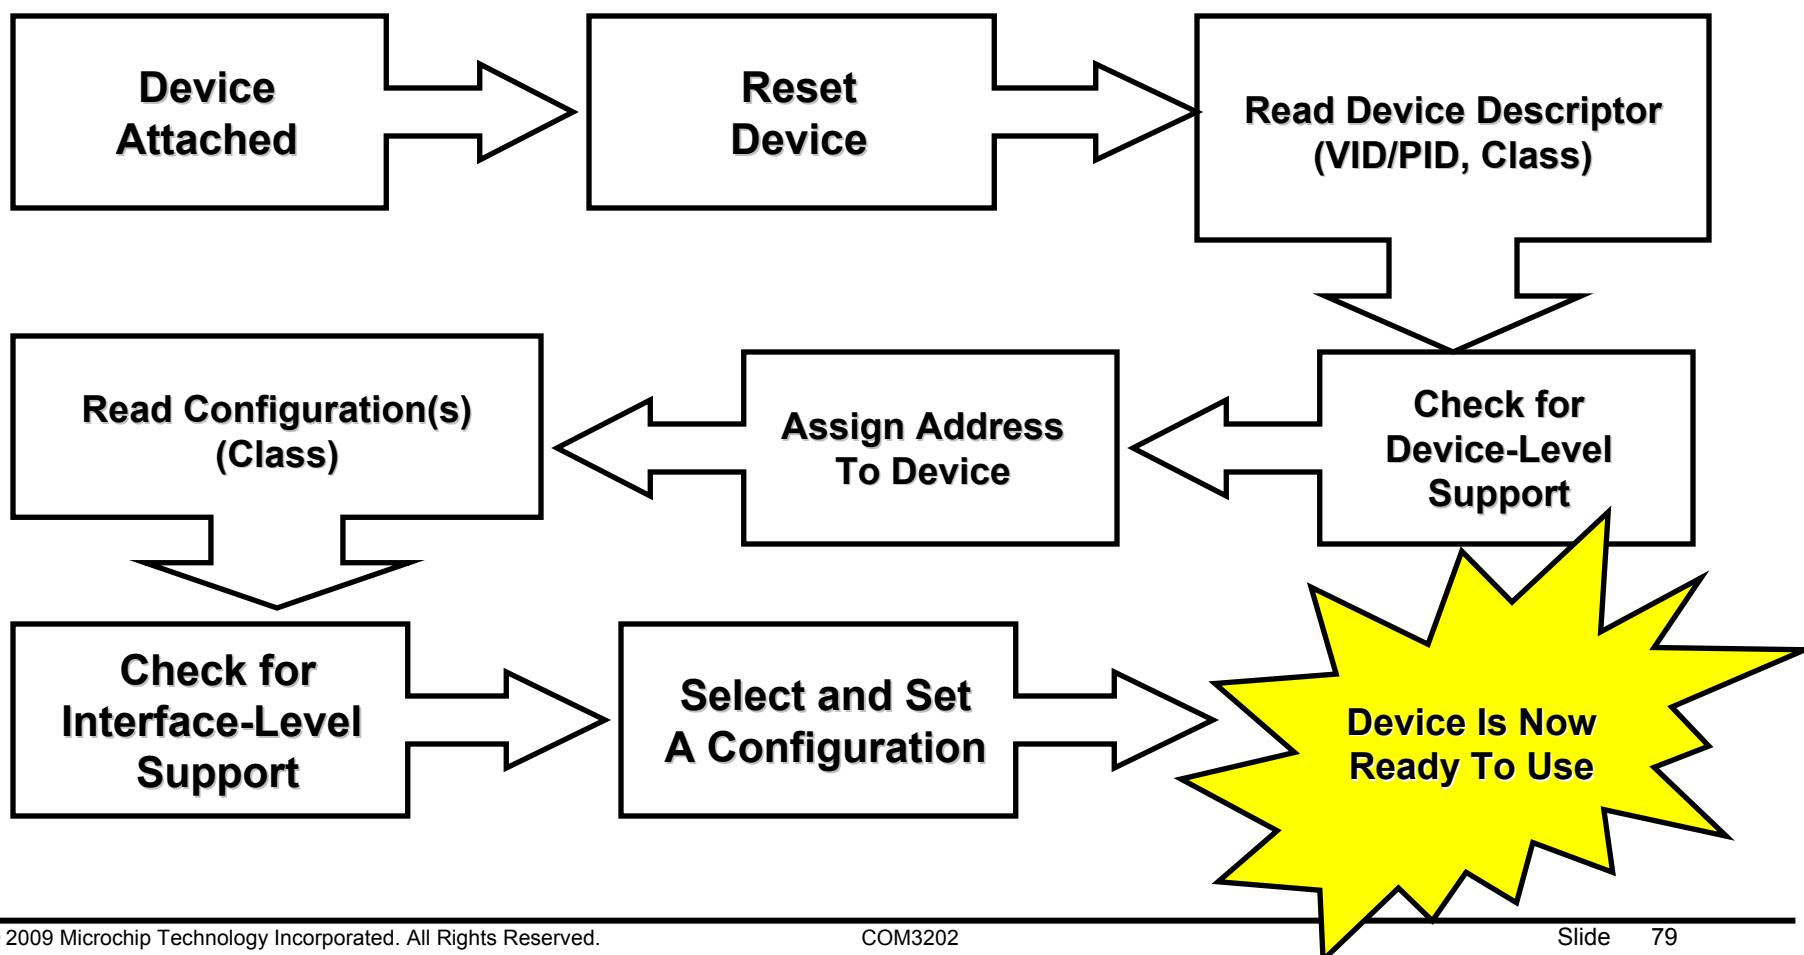 Device
Attached
Reset
Device
Read Device Descriptor
(VID/PID, Class)
Check for
Device-Level
Support
Assign Address
To Device
Read Configuration(s)
(Class)
Check for
Interface-Level
Support
Select and Set
A Configuration
Device Is Now
Ready To Use
2009 Microchip Technology Incorporated. All Rights Reserved.
COM3202
Slide 79